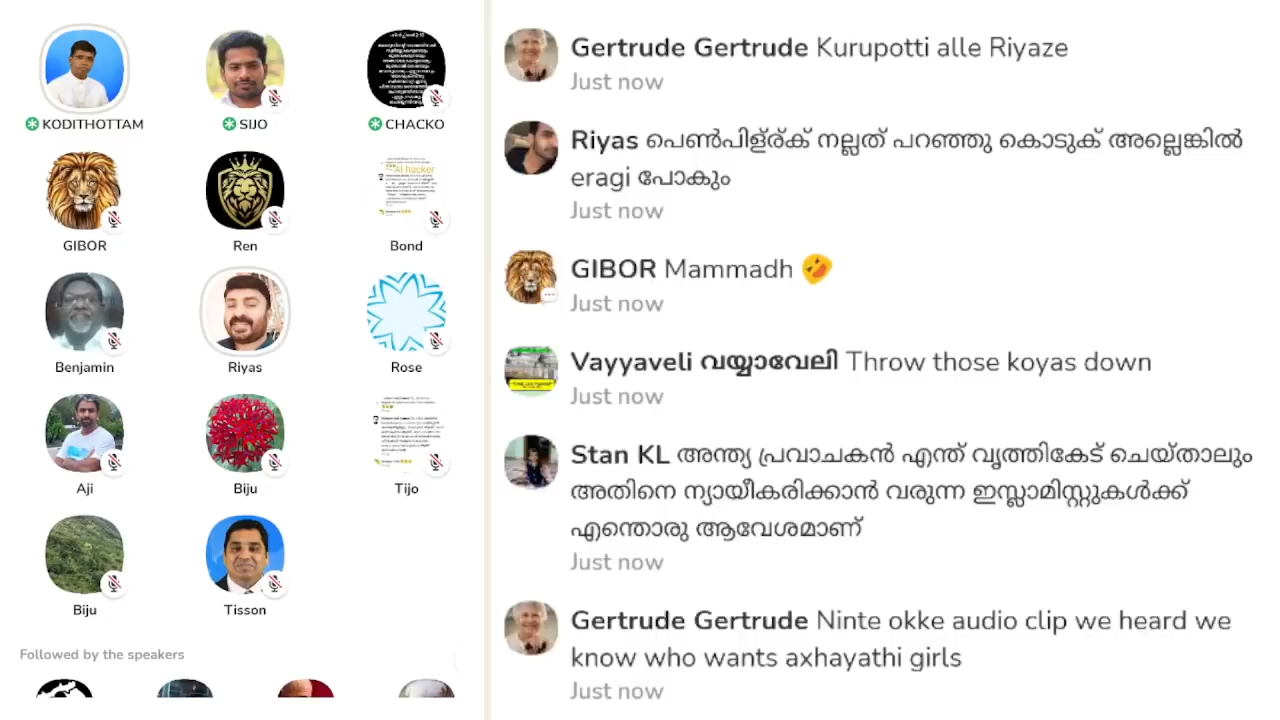 KODITHOTTAM
SIJO
CHACKO
GIBOR
Ren
AI hacker
Bond
Benjamin
Riyas
Rose
Aji
Biju
Tijo
Biju
Tisson
Followed by the speakers
Gertrude Gertrude Kurupotti alle Riyaze
Just now
Riyas പെൺപിള്ര്ക് നല്ലത് പറഞ്ഞു കൊടുക് അല്ലെങ്കിൽ
eragi പോകും
Just now
GIBOR Mammadh 🤣
Just now
Vayyaveli വയ്യാവേലി Throw those koyas down
Just now
Stan KL അന്ത്യ പ്രവാചകൻ എന്ത് വൃത്തികേട് ചെയ്താലും
അതിനെ ന്യായീകരിക്കാൻ വരുന്ന ഇസ്ലാമിസ്റ്റുകൾക്ക്
എന്തൊരു ആവേശമാണ്
Just now
Gertrude Gertrude Ninte okke audio clip we heard we
know who wants axhayathi girls
Just now